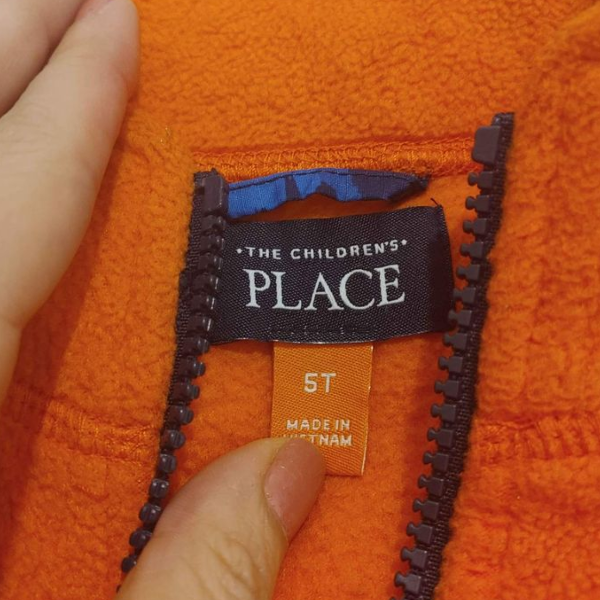 •THE CHILDREN'S•
PLACE
5T
MADE IN
VIETNAM